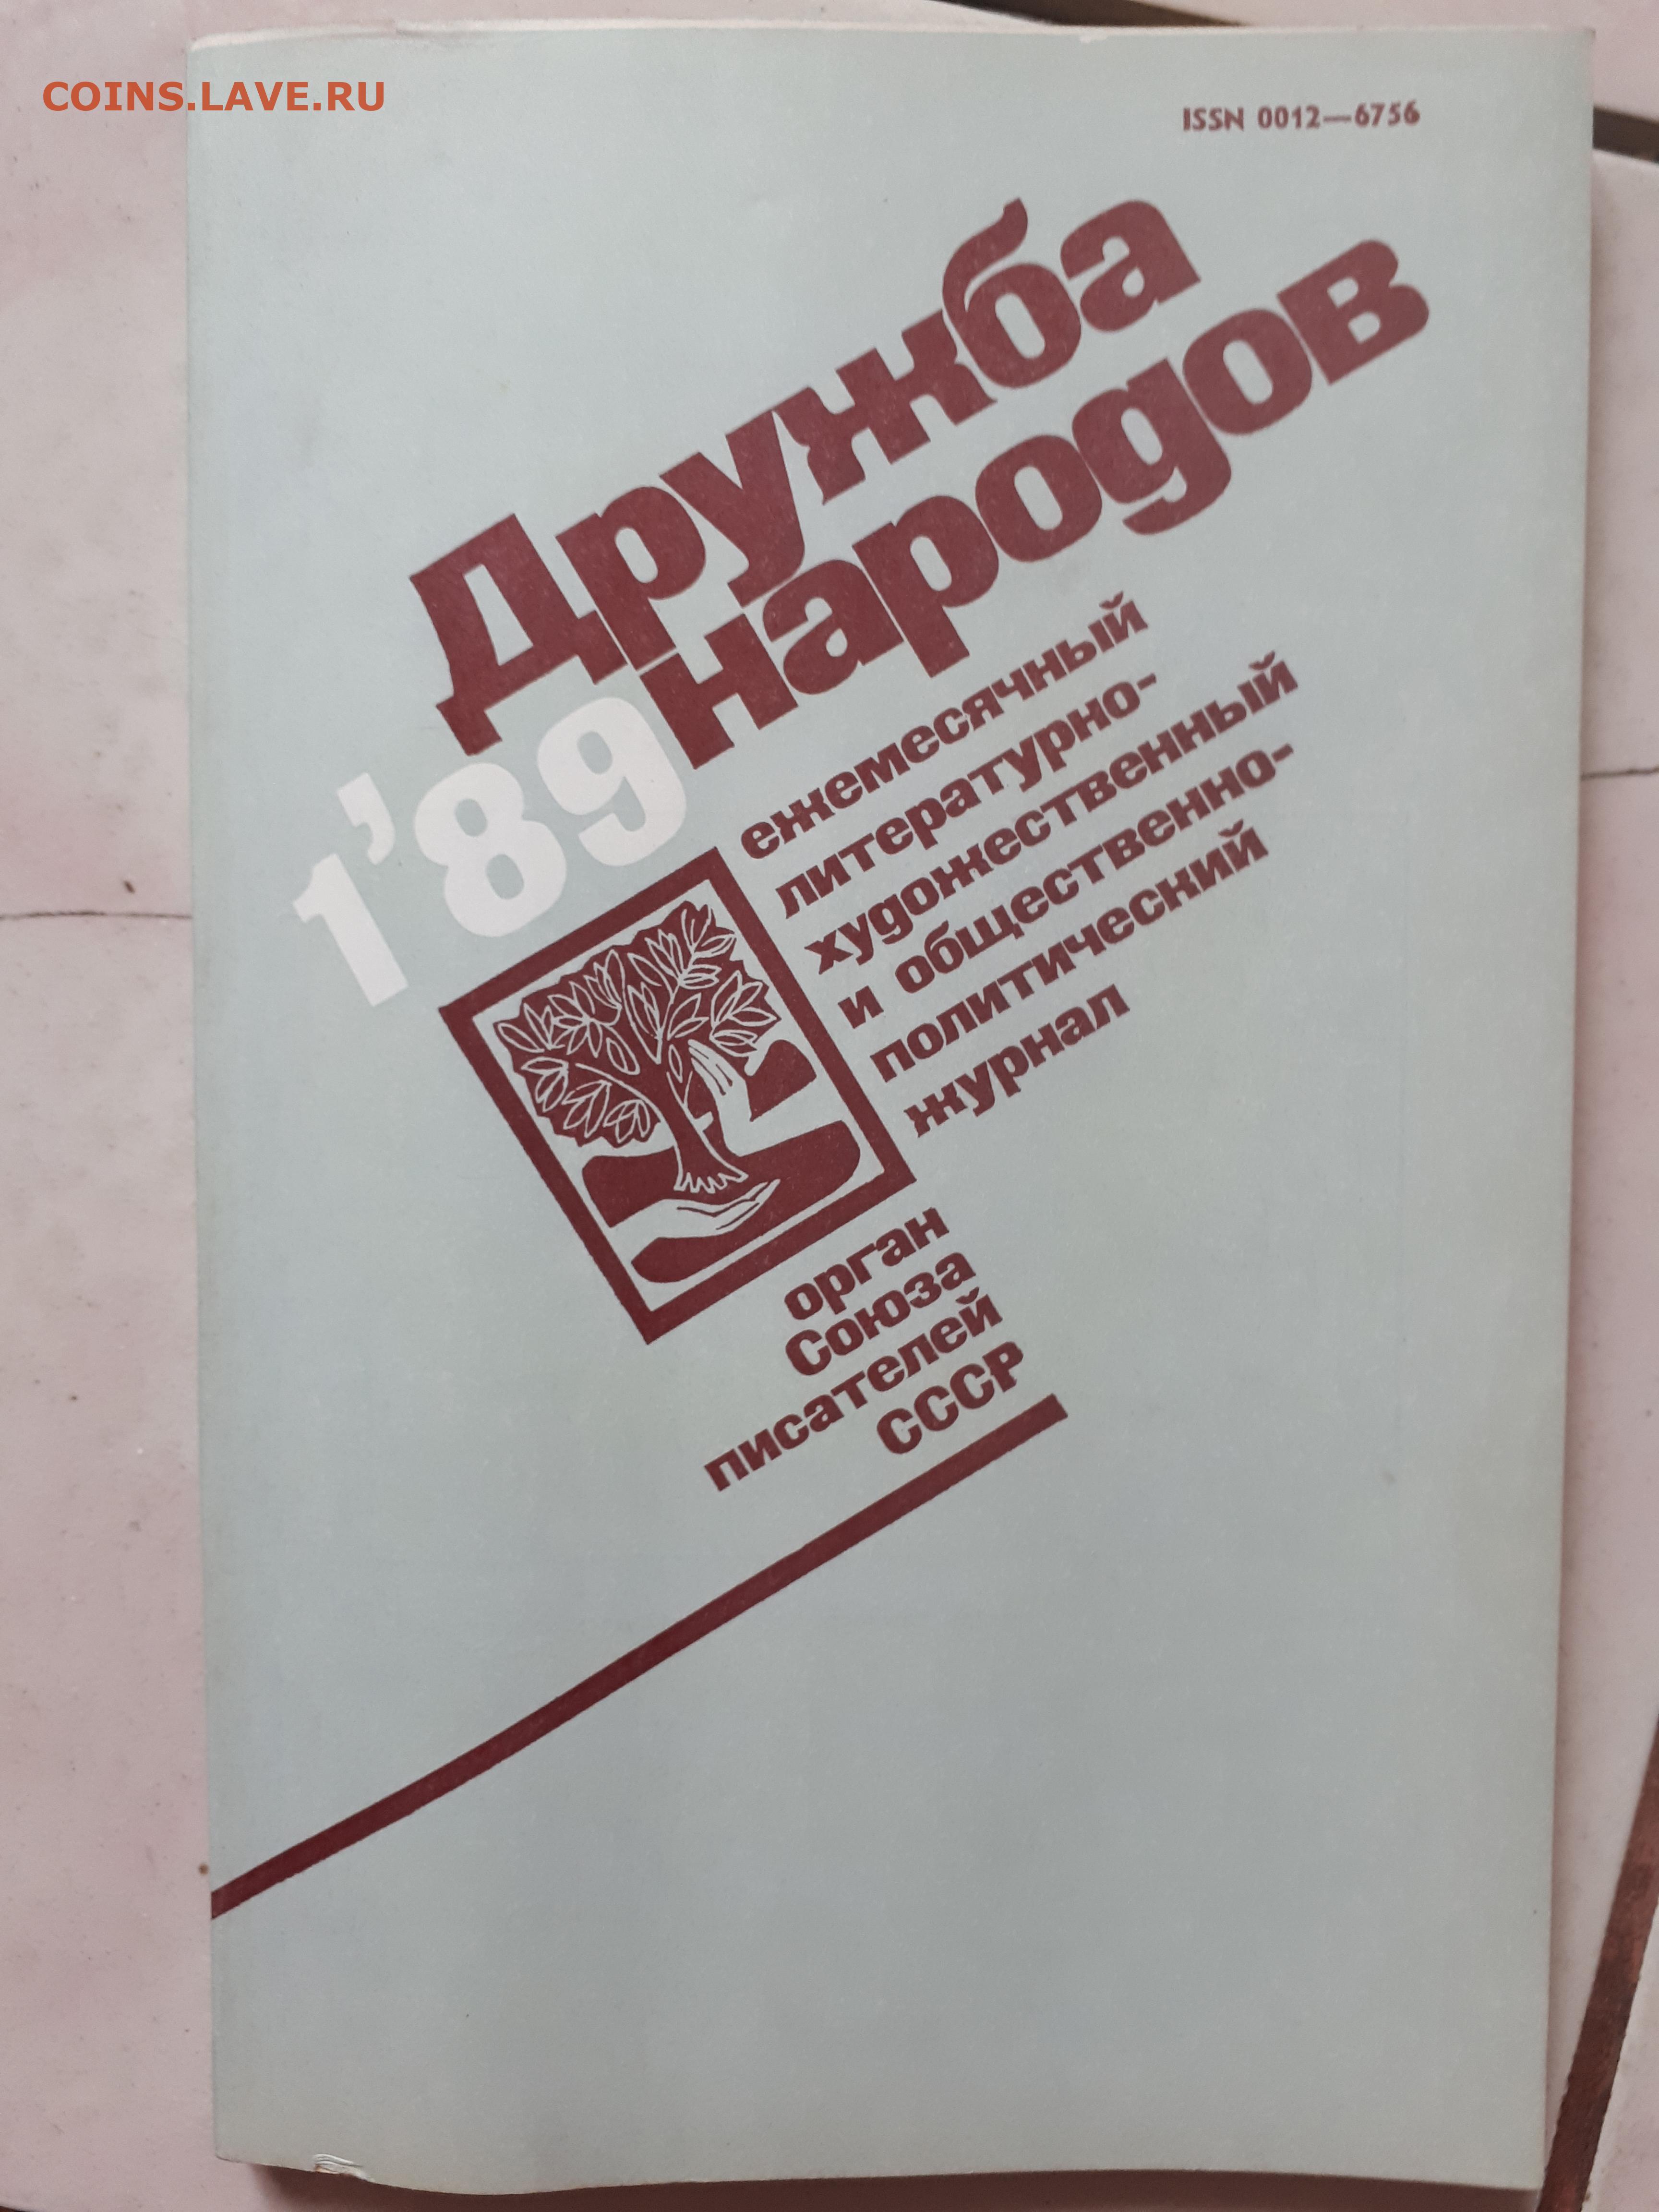 COINS.LAVE.RU
ISSN 0012—6756
Дружба
народов
1'89
ежемесячный
литературно-
художественный
и общественно-
политический
журнал
орган
Союза
писателей
СССР